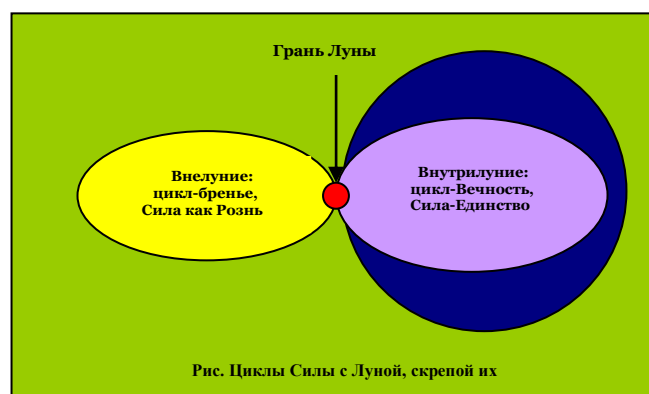 Грань Луны
Внелуние:
цикл-бренье,
Сила как Рознь
Внутрилуние:
цикл-Вечность,
Сила-Единство
Рис. Циклы Силы с Луной, скрепой их